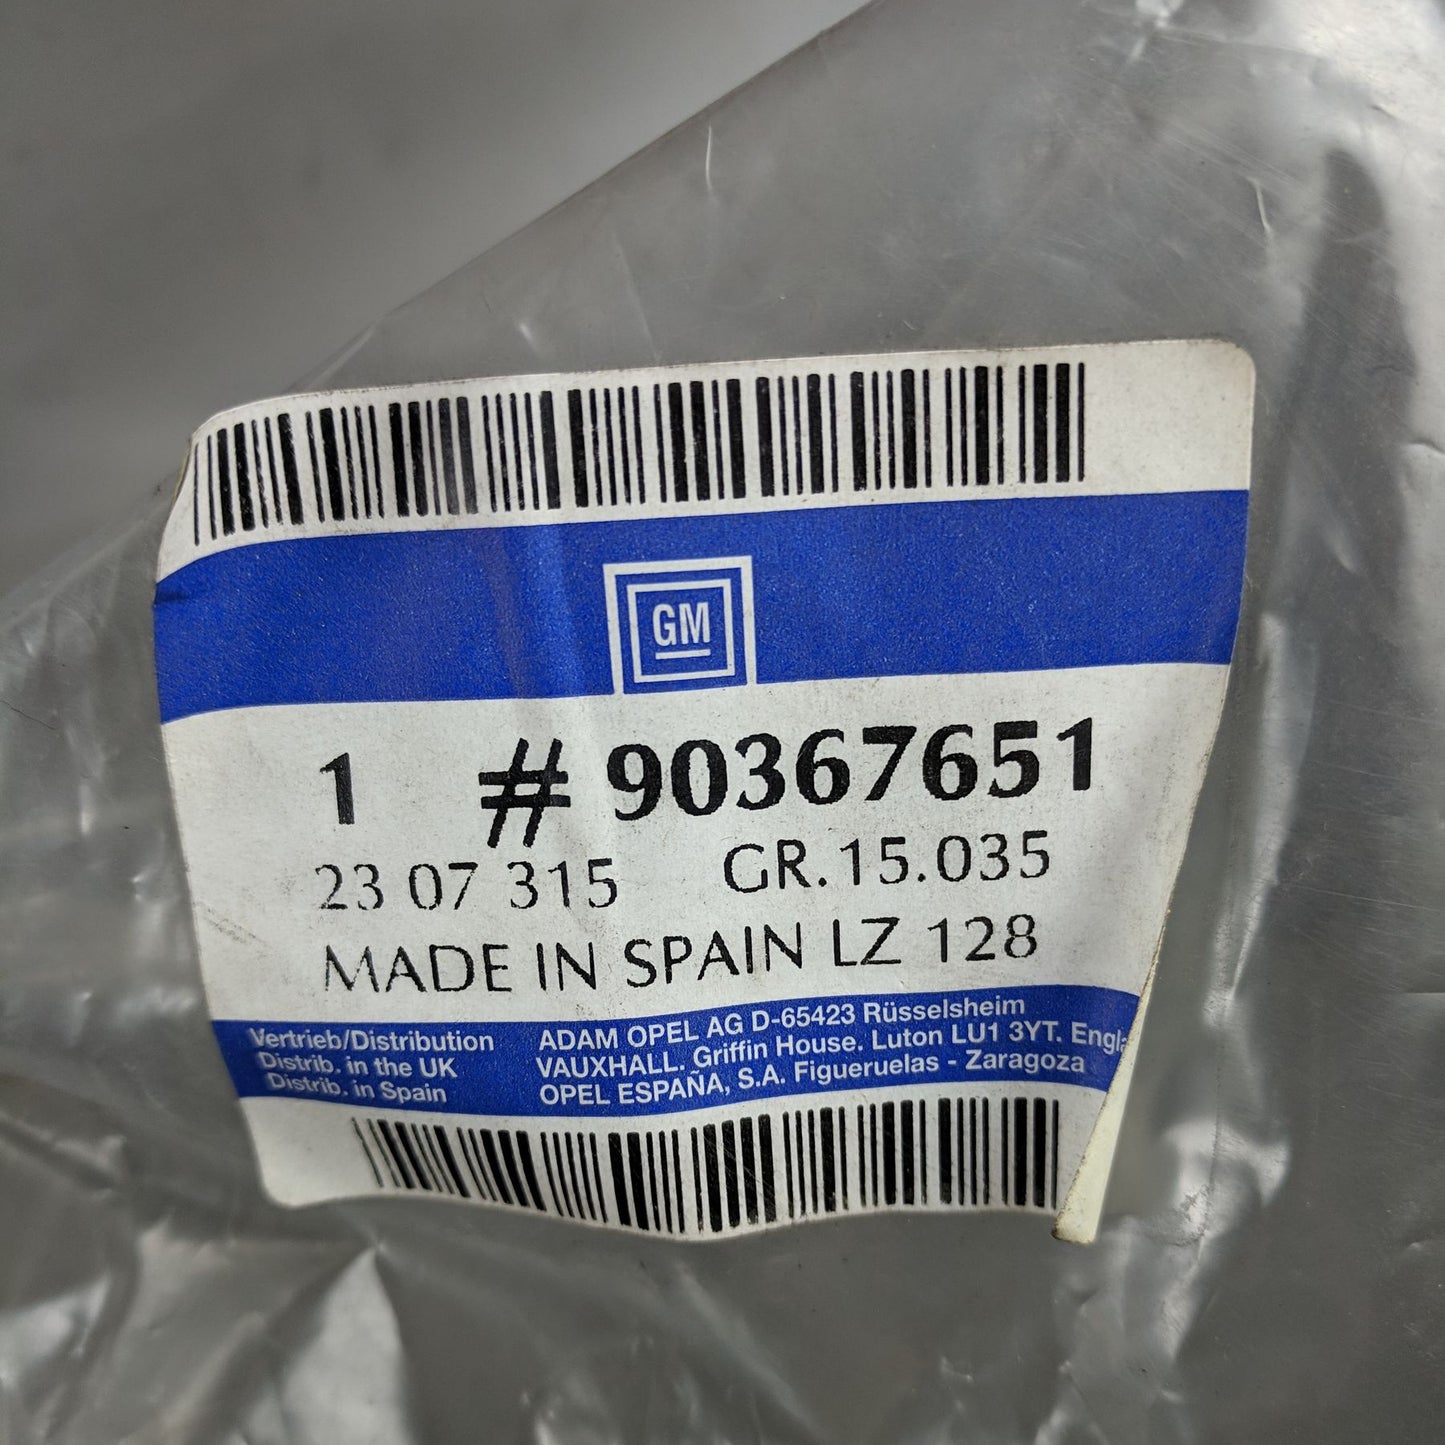 GM
1 # 90367651
23 07 315 GR.15.035
MADE IN SPAIN LZ 128
Vertrieb/Distribution ADAM OPEL AG D-65423 Rüsselsheim
Distrib. in the UK VAUXHALL. Griffin House. Luton LU1 3YT. Engla
Distrib. in Spain OPEL ESPAÑA, S.A. Figueruelas - Zaragoza